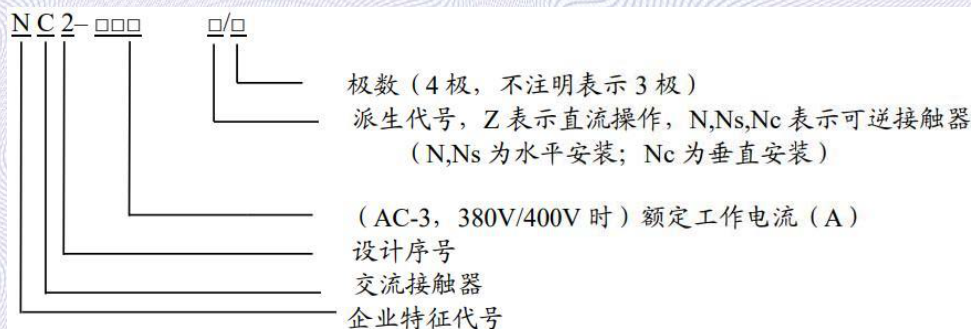 N C 2–□□□ □/□
极数（4 极，不注明表示 3 极）
派生代号，Z 表示直流操作，N,Ns,Nc 表示可逆接触器
（N,Ns 为水平安装；Nc 为垂直安装）
（AC-3，380V/400V 时）额定工作电流（A）
设计序号
交流接触器
企业特征代号